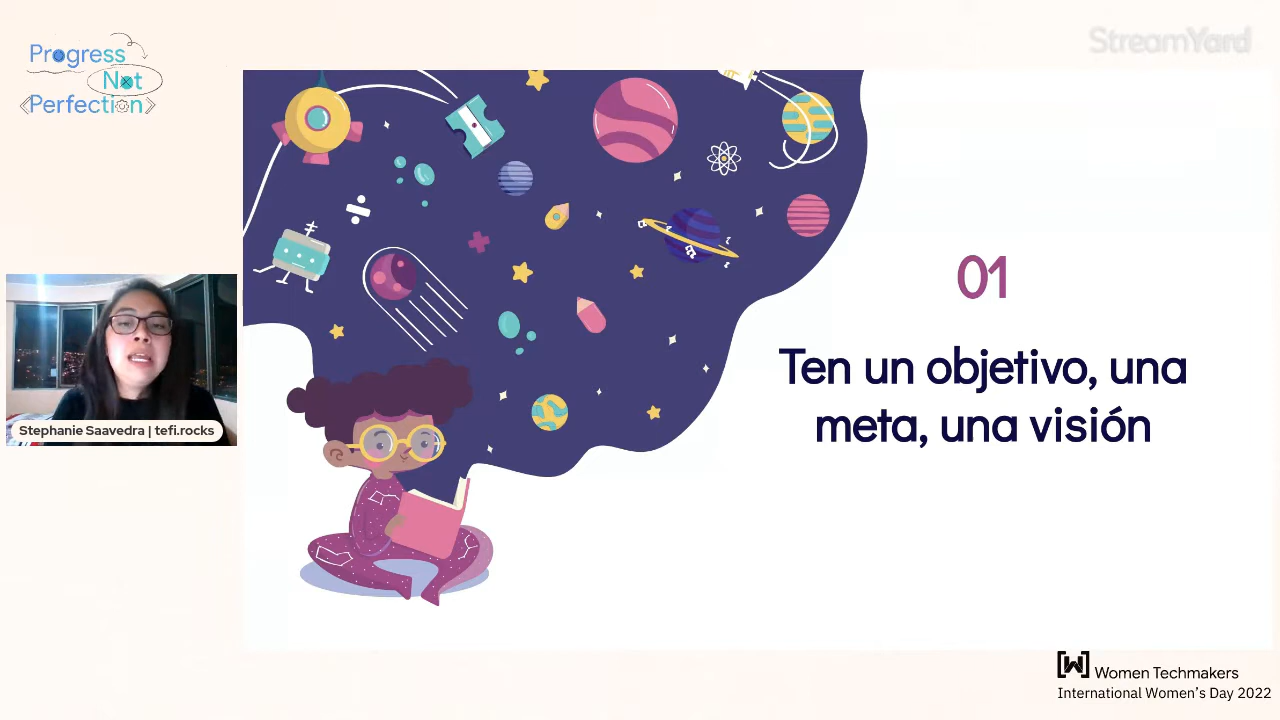 Progress
Not
Perfection
StreamYard
01
Ten un objetivo, una
meta, una visión
Stephanie Saavedra | tefi.rocks
Women Techmakers
International Women's Day 2022